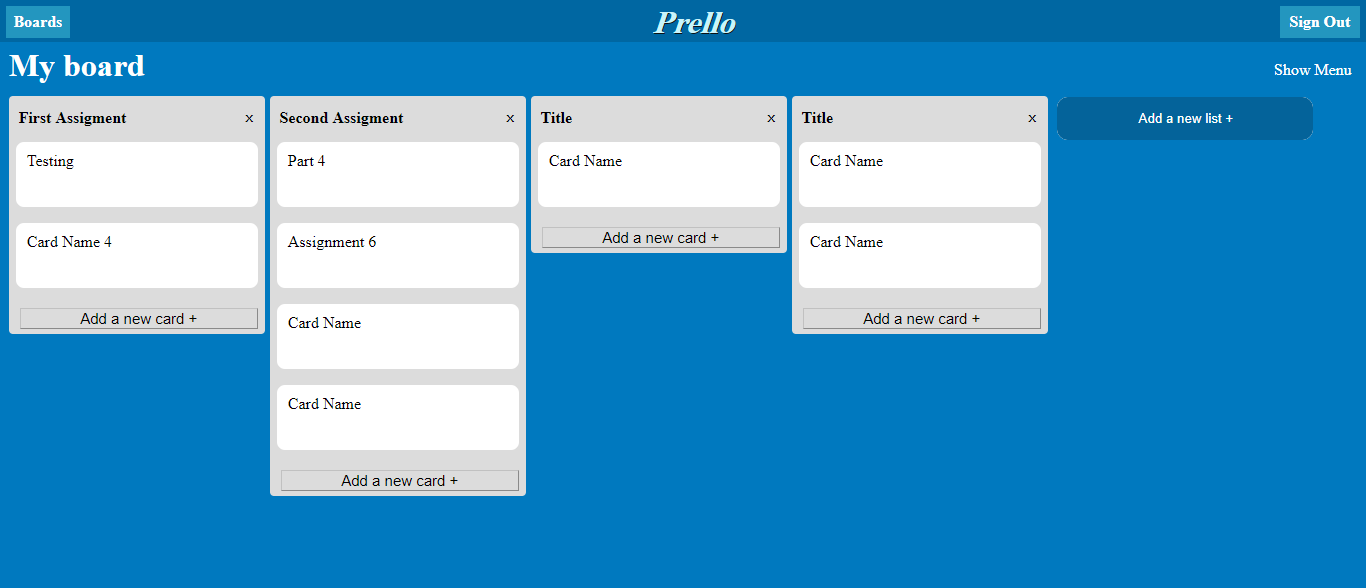 Boards
Prello
Sign Out
My board
Show Menu
First Assigment x
Testing
Card Name 4
Add a new card +
Second Assigment x
Part 4
Assignment 6
Card Name
Card Name
Add a new card +
Title x
Card Name
Add a new card +
Title x
Card Name
Card Name
Add a new card +
Add a new list +